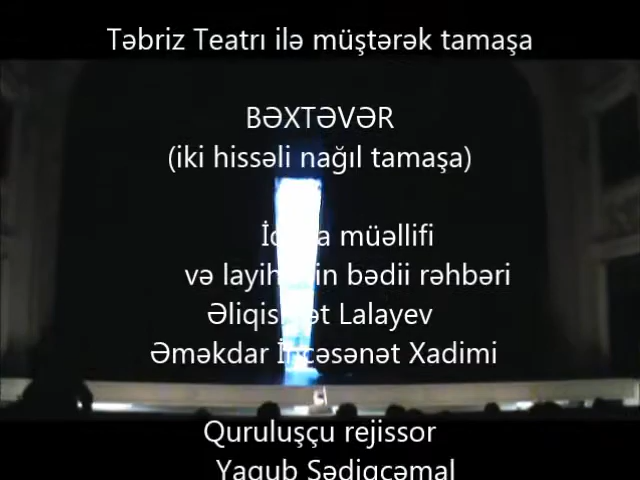 Təbriz Teatrı ilə müştərək tamaşa
BƏXTƏVƏR
(iki hissəli nağıl tamaşa)
müəllifi
və bədii rəhbəri
Lalayev
Əməkdar İncəsənət Xadimi
Quruluşçu rejissor
Yaqub Sədiqcəmal